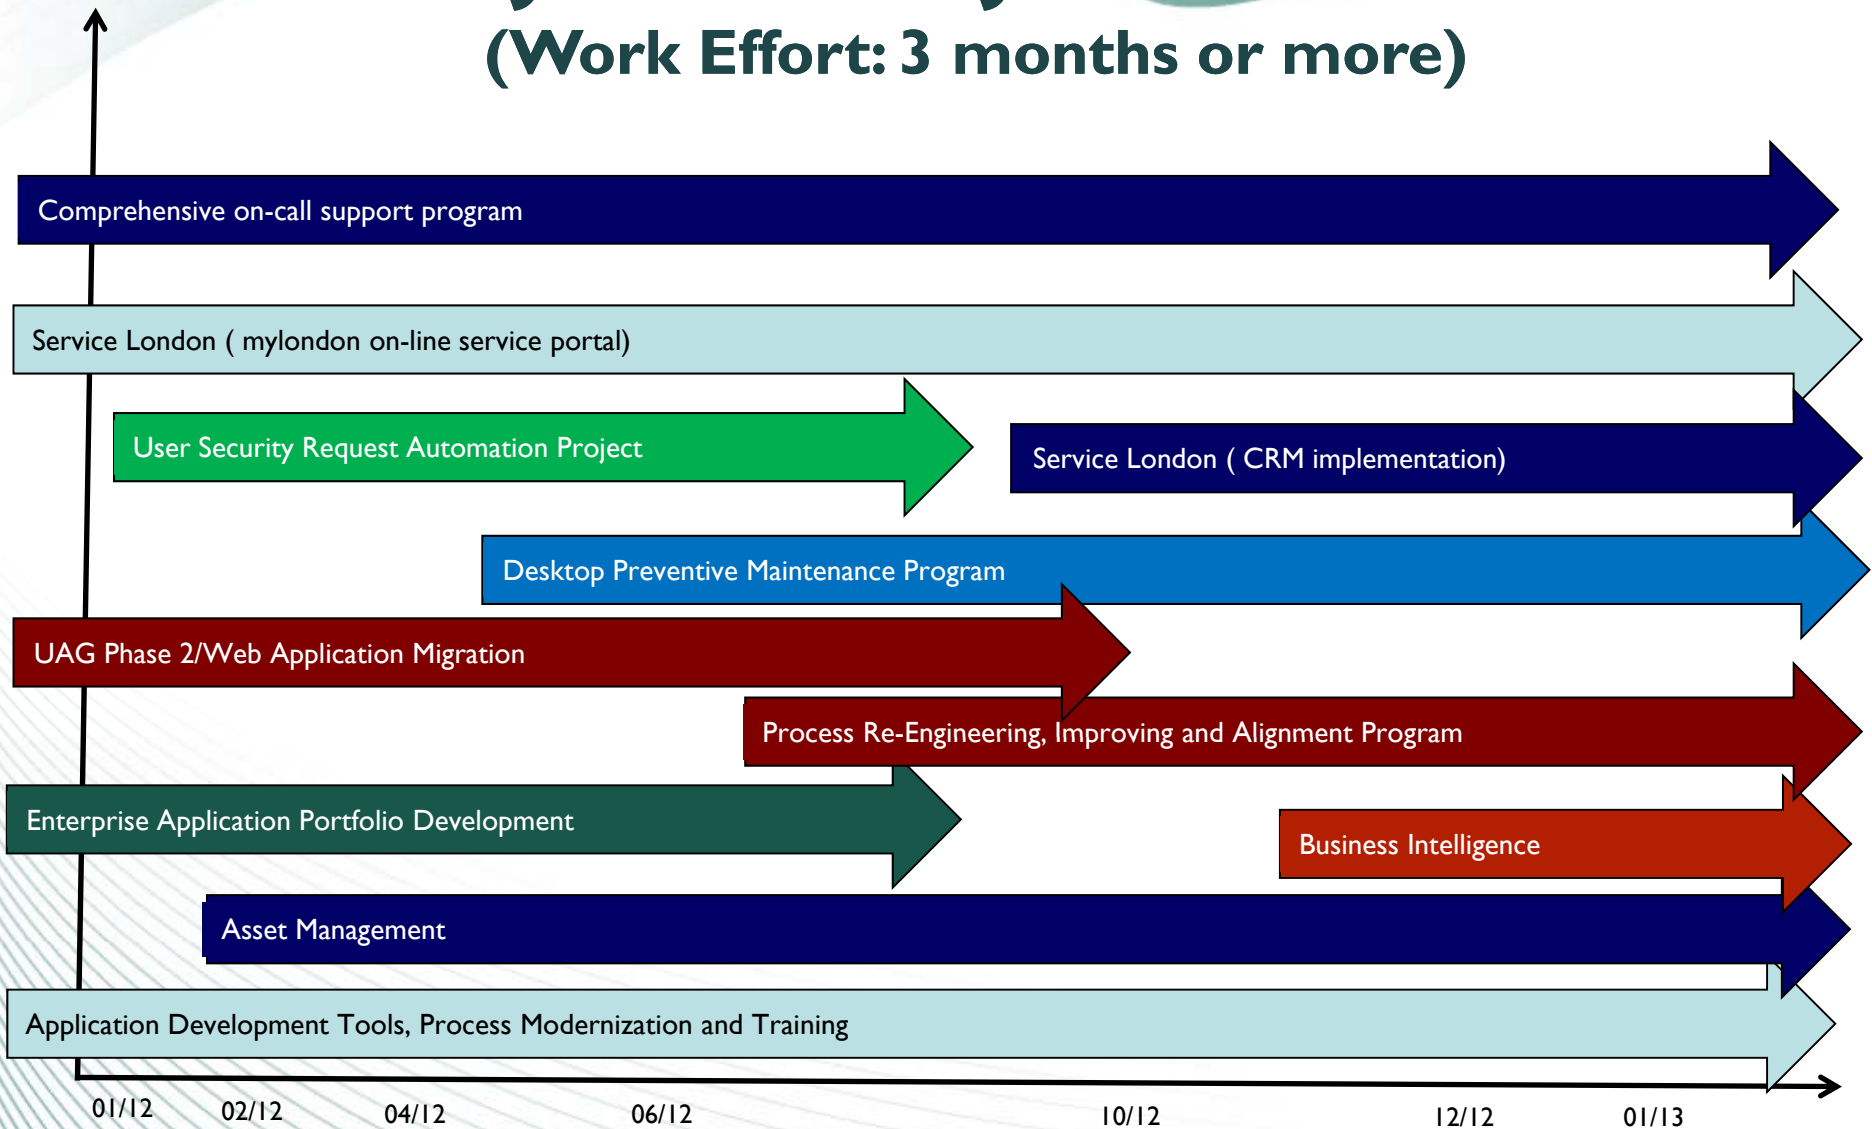 (Work Effort: 3 months or more)
Comprehensive on-call support program
Service London ( mylondon on-line service portal)
User Security Request Automation Project
Service London ( CRM implementation)
Desktop Preventive Maintenance Program
UAG Phase 2/Web Application Migration
Process Re-Engineering, Improving and Alignment Program
Enterprise Application Portfolio Development
Business Intelligence
Asset Management
Application Development Tools, Process Modernization and Training
01/12 02/12 04/12 06/12 10/12 12/12 01/13